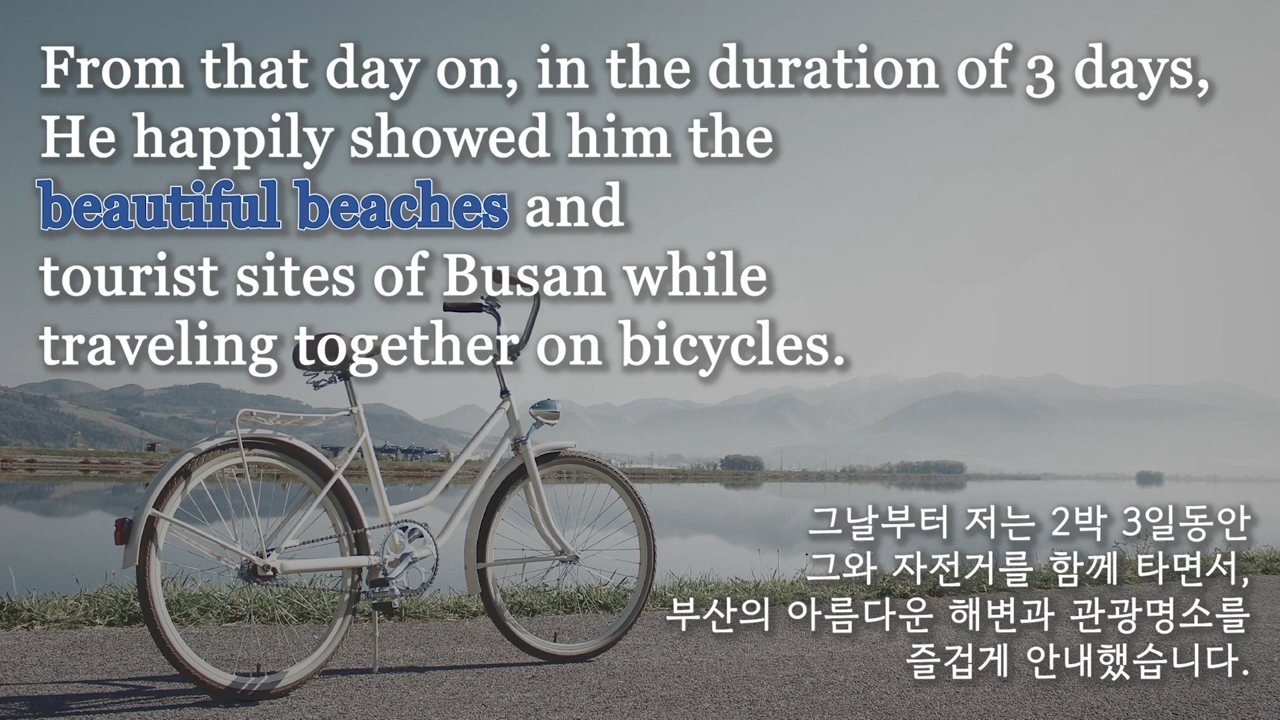 From that day on, in the duration of 3 days,
He happily showed him the
beautiful beaches and
tourist sites of Busan while
traveling together on bicycles.
그날부터 저는 2박 3일동안
그와 자전거를 함께 타면서,
부산의 아름다운 해변과 관광명소를
즐겁게 안내했습니다.